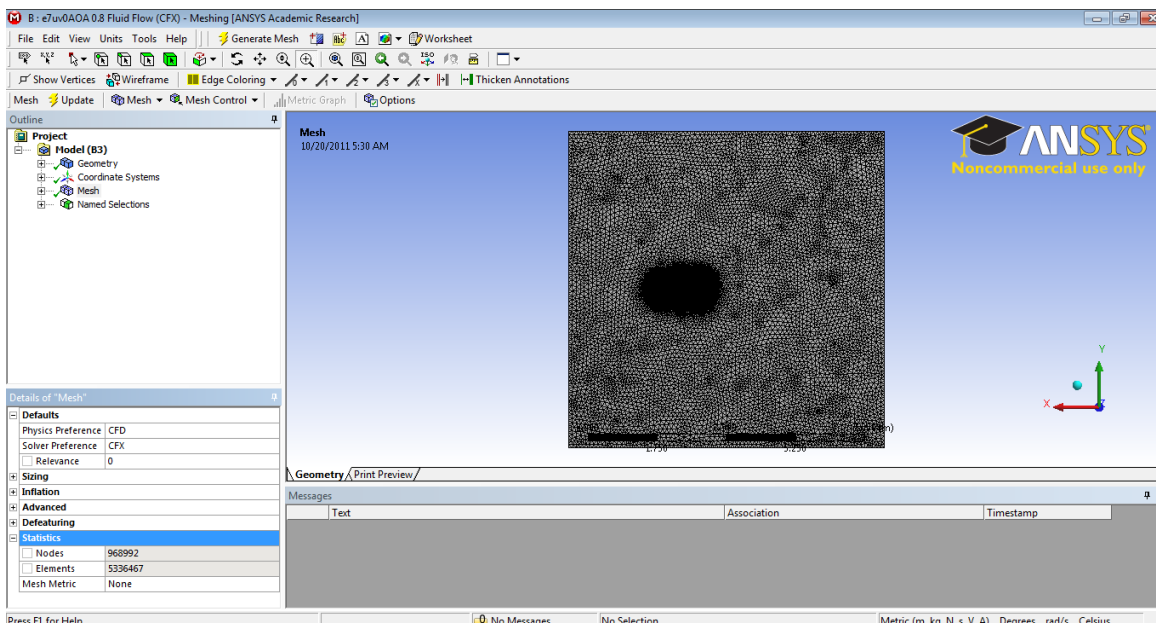 B : e7uv0AOA 0.8 Fluid Flow (CFX) - Meshing [ANSYS Academic Research]
File Edit View Units Tools Help Generate Mesh Worksheet
Show Vertices Wireframe Edge Coloring Thicken Annotations
Mesh Update Mesh Mesh Control Metric Graph Options
Outline
Project
Model (B3)
Geometry
Coordinate Systems
Mesh
Named Selections
Mesh
10/20/2011 5:30 AM
ANSYS
Noncommercial use only
Y
X
Z
1.750 5.250
Geometry Print Preview
Details of "Mesh"
Defaults
Physics Preference CFD
Solver Preference CFX
Relevance 0
Sizing
Inflation
Advanced
Defeaturing
Statistics
Nodes 968992
Elements 5336467
Mesh Metric None
Messages
Text Association Timestamp
Press F1 for Help No Messages No Selection Metric (m, kg, N, s, V, A) Degrees rad/s Celsius